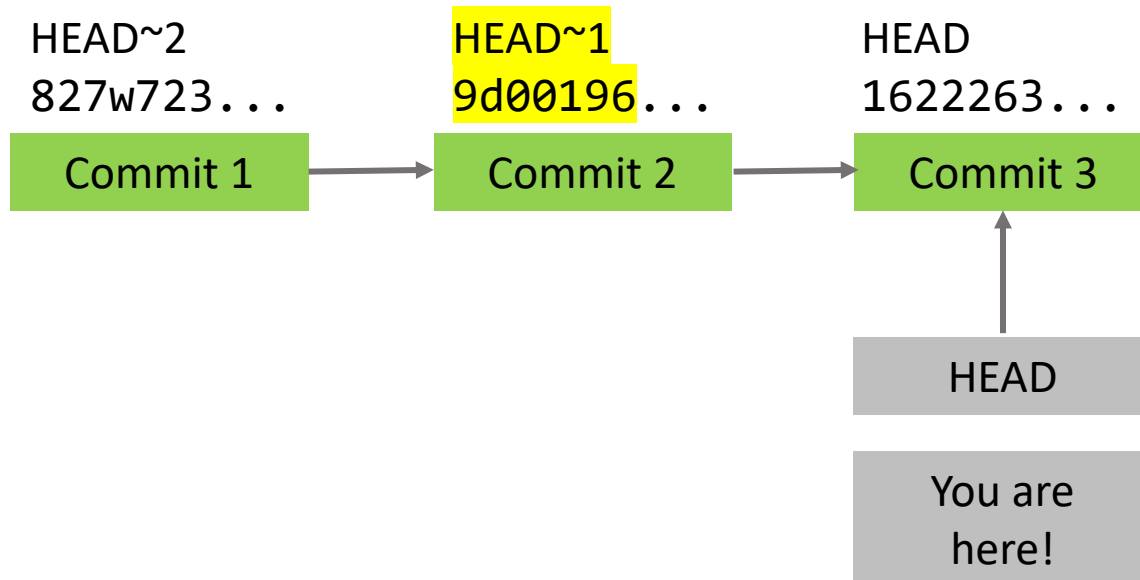 HEAD~2
827w723...
HEAD~1
9d00196...
HEAD
1622263...
Commit 1
Commit 2
Commit 3
HEAD
You are
here!